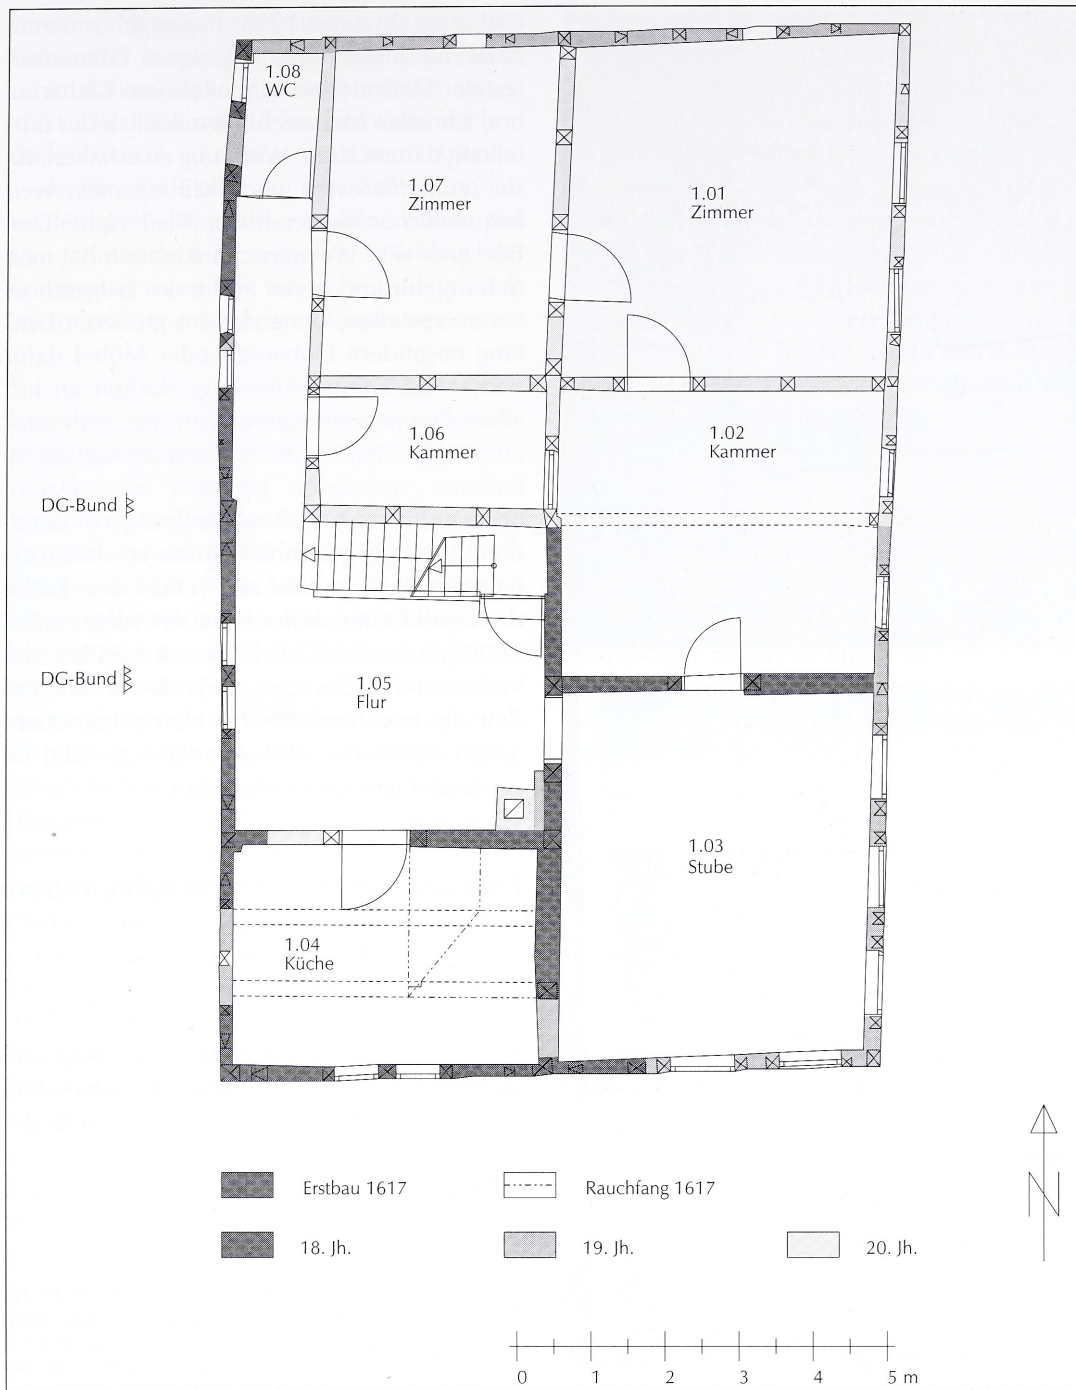 1.08
WC
1.07
Zimmer
1.01
Zimmer
1.06
Kammer
1.02
Kammer
DG-Bund
DG-Bund
1.05
Flur
1.03
Stube
1.04
Küche
N
Erstbau 1617
Rauchfang 1617
18. Jh.
19. Jh.
20. Jh.
0 1 2 3 4 5 m